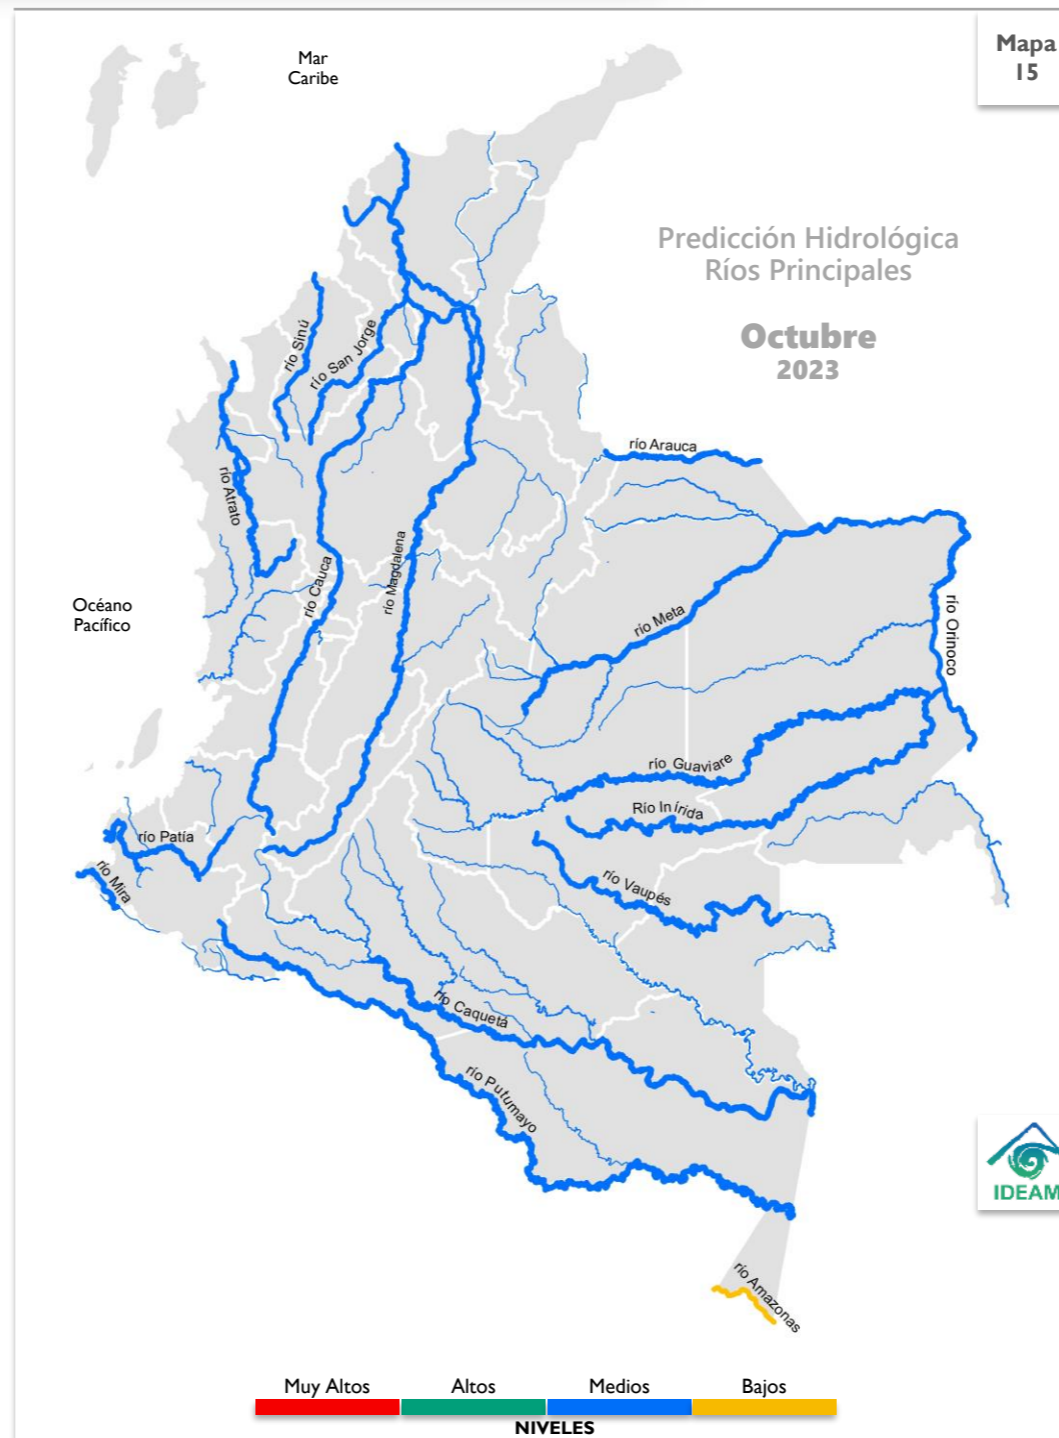 Mapa
15
Mar
Caribe
Predicción Hidrológica
Ríos Principales
Octubre
2023
río Sinú
río San Jorge
río Arauca
río Atrato
río Cauca
río Magdalena
río Meta
río Orinoco
Océano
Pacífico
río Guaviare
Río Inírida
río Patía
río Mira
río Vaupés
río Caquetá
río Putumayo
IDEAM
río Amazonas
Muy Altos
Altos
Medios
Bajos
NIVELES